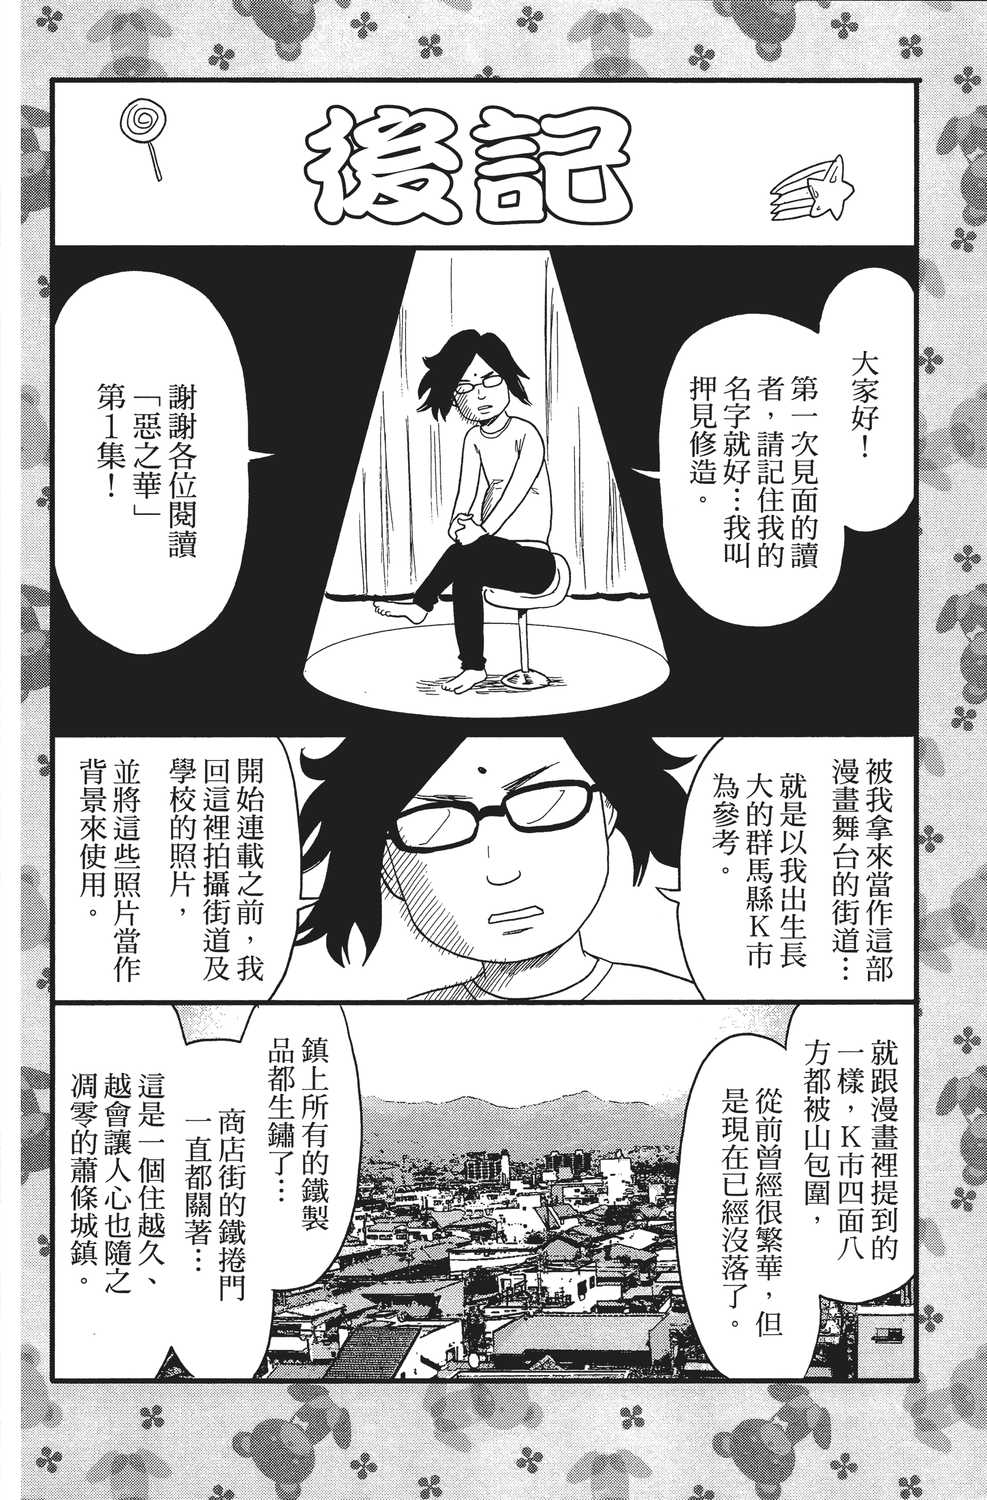 後記
大家好！
第一次見面的讀
者，請記住我的
名字就好…我叫
押見修造。
謝謝各位閱讀
「惡之華」
第1集！
被我拿來當作這部
漫畫舞台的街道…
就是以我出生長
大的群馬縣K市
為參考。
開始連載之前，我
回這裡拍攝街道及
學校的照片，
並將這些照片當作
背景來使用。
就跟漫畫裡提到的
一樣，K市四面八
方都被山包圍，
從前曾經很繁華，但
是現在已經沒落了。
鎮上所有的鐵製
品都生鏽了…
商店街的鐵捲門
一直都關著…
這是一個住越久、
越會讓人心也隨之
凋零的蕭條城鎮。